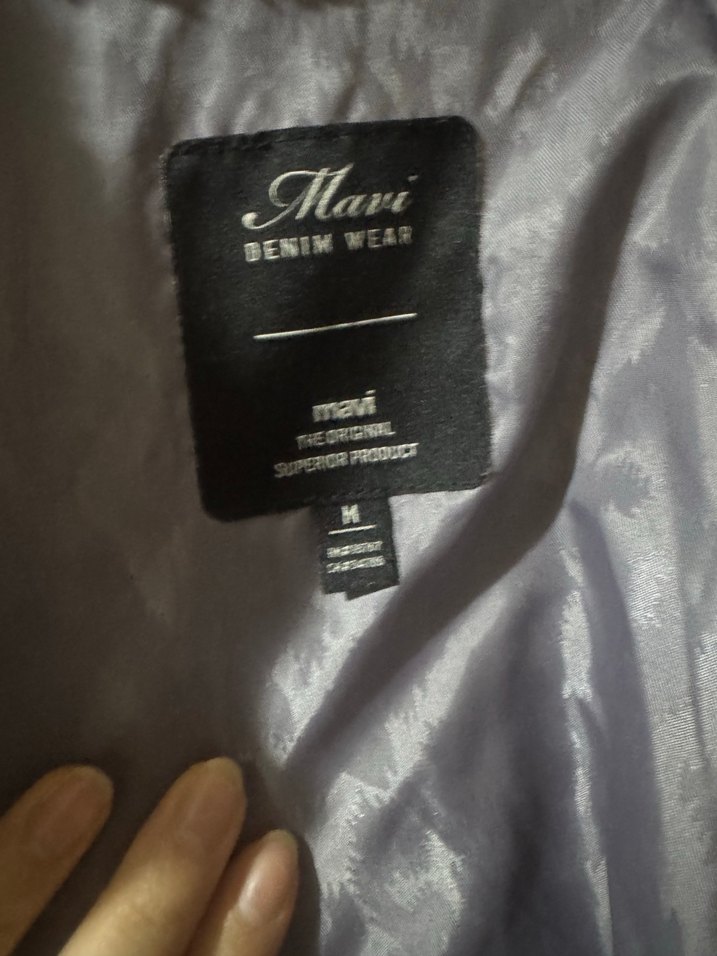 Mavi
DENIM WEAR
mavi
THE ORIGINAL
SUPERIOR PRODUCT
M